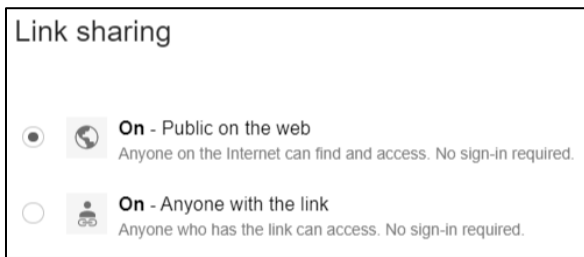 Link sharing
On - Public on the web
Anyone on the Internet can find and access. No sign-in required.
On - Anyone with the link
Anyone who has the link can access. No sign-in required.